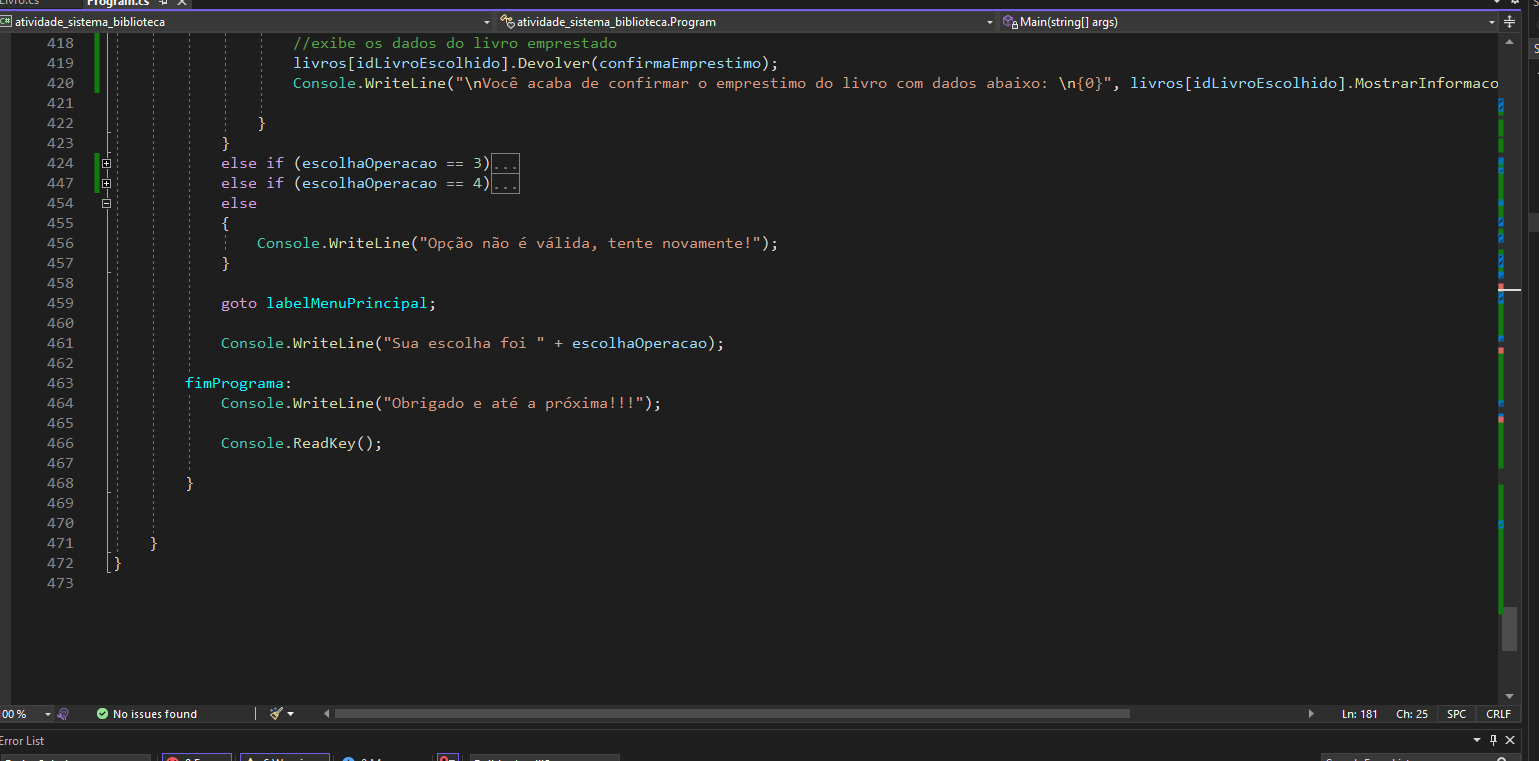 Livro.cs Program.cs
atividade_sistema_biblioteca atividade_sistema_biblioteca.Program Main(string[] args)
418 //exibe os dados do livro emprestado
419 livros[idLivroEscolhido].Devolver(confirmaEmprestimo);
420 Console.WriteLine("\nVocê acaba de confirmar o emprestimo do livro com dados abaixo: \n{0}", livros[idLivroEscolhido].MostrarInformaco
421
422 }
423 }
424 else if (escolhaOperacao == 3)...
447 else if (escolhaOperacao == 4)...
454 else
455 {
456 Console.WriteLine("Opção não é válida, tente novamente!");
457 }
458
459 goto labelMenuPrincipal;
460
461 Console.WriteLine("Sua escolha foi " + escolhaOperacao);
462
463 fimPrograma:
464 Console.WriteLine("Obrigado e até a próxima!!!");
465
466 Console.ReadKey();
467
468 }
469
470
471 }
472 }
473
00 % No issues found Ln: 181 Ch: 25 SPC CRLF
Error List